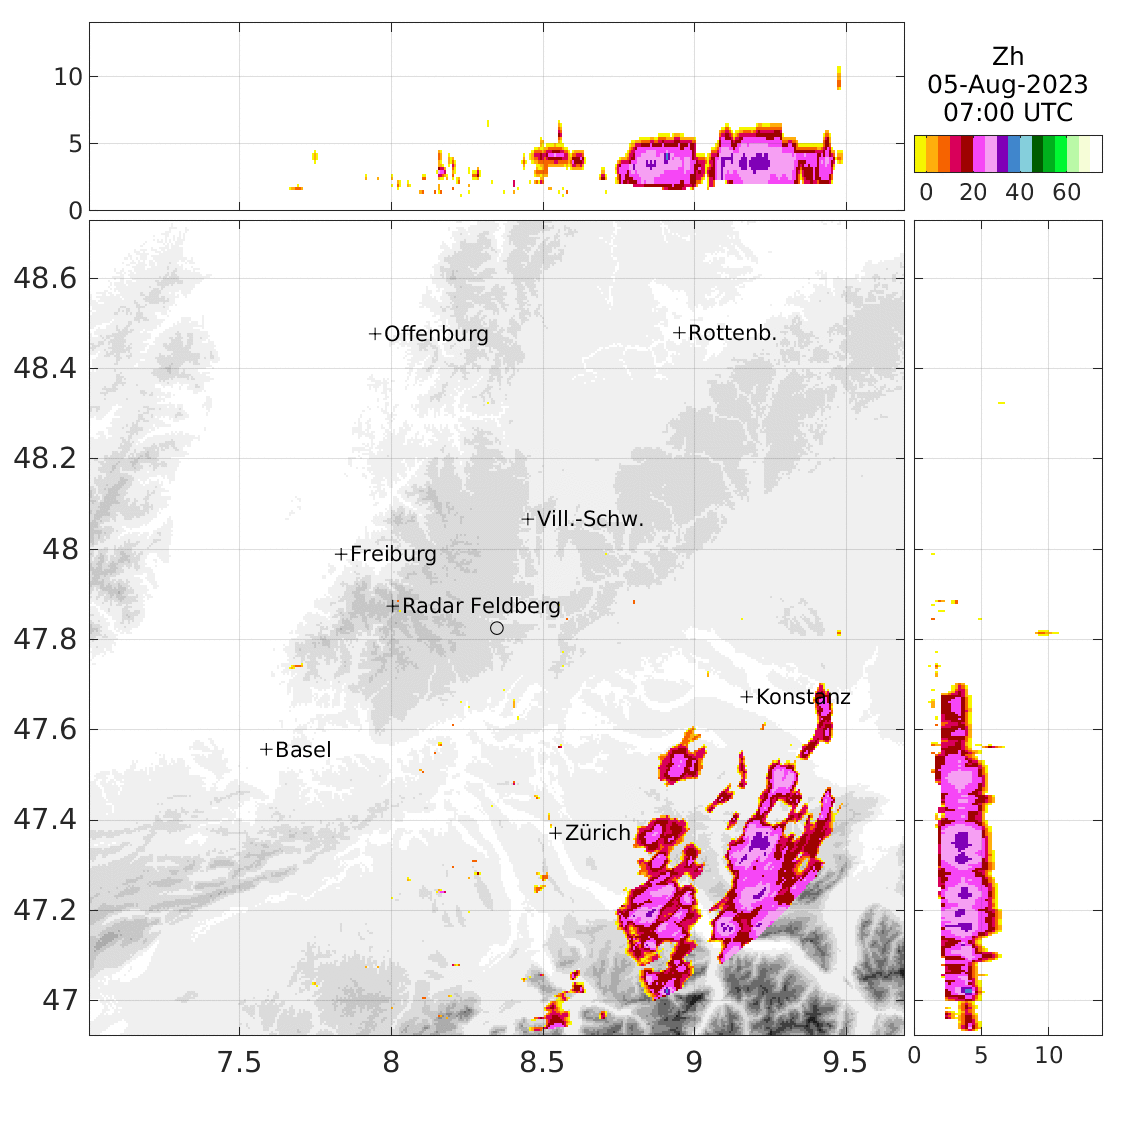 Zh
05-Aug-2023
07:00 UTC
0 20 40 60
10
5
0
48.6
48.4
48.2
48
47.8
47.6
47.4
47.2
47
+Offenburg
+Rottenb.
+Vill.-Schw.
+Freiburg
+Radar Feldberg
+Konstanz
+Basel
+Zürich
7.5 8 8.5 9 9.5
0 5 10